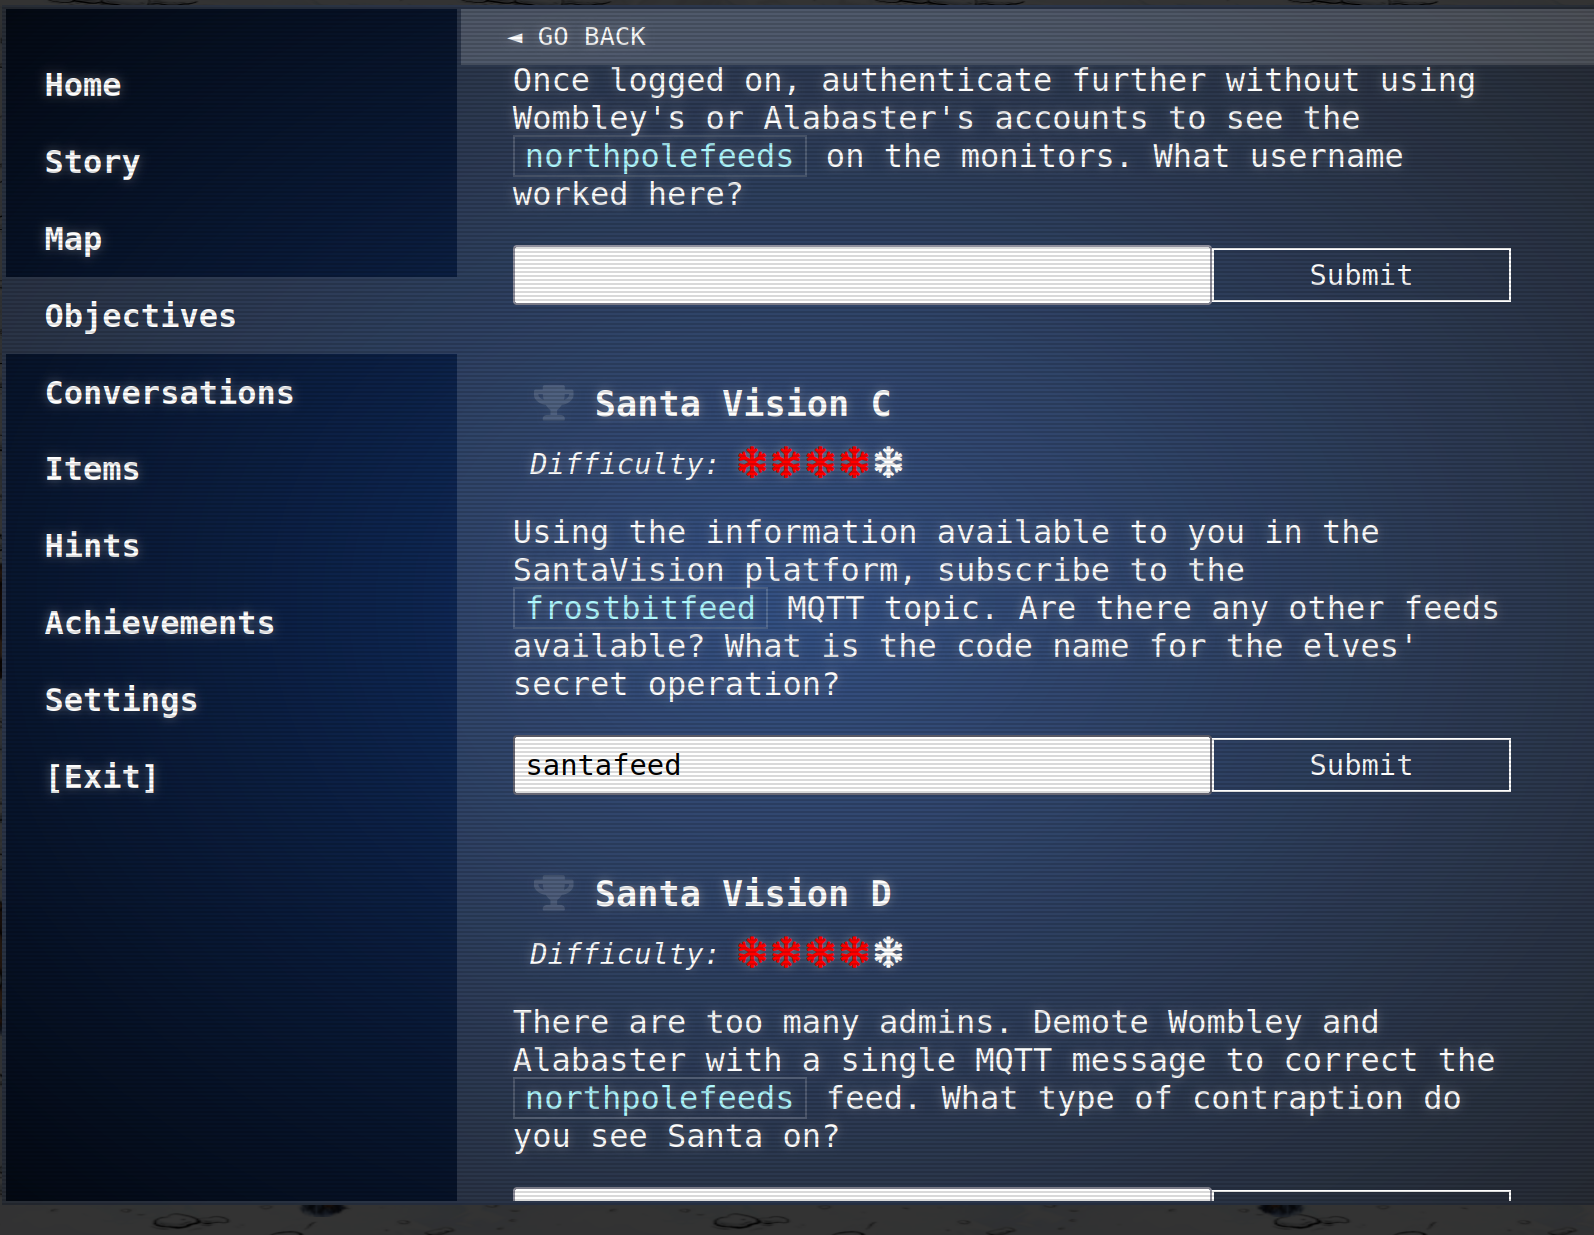 ◄ GO BACK
Home
Story
Map
Objectives
Conversations
Items
Hints
Achievements
Settings
[Exit]
Once logged on, authenticate further without using
Wombley's or Alabaster's accounts to see the
northpolefeeds on the monitors. What username
worked here?
Submit
Santa Vision C
Difficulty:
Using the information available to you in the
SantaVision platform, subscribe to the
frostbitfeed MQTT topic. Are there any other feeds
available? What is the code name for the elves'
secret operation?
santafeed Submit
Santa Vision D
Difficulty:
There are too many admins. Demote Wombley and
Alabaster with a single MQTT message to correct the
northpolefeeds feed. What type of contraption do
you see Santa on?